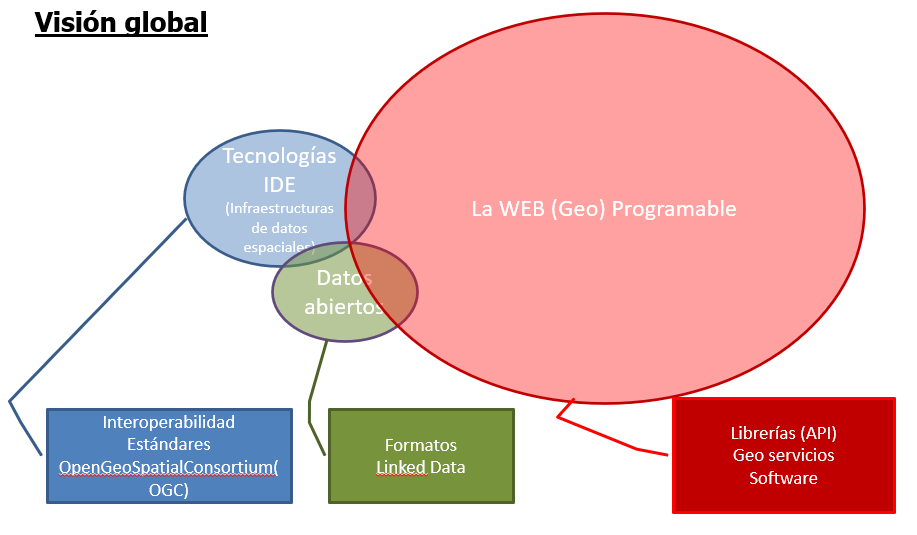 Visión global
Tecnologías
IDE
(Infraestructuras
de datos
espaciales)
La WEB (Geo) Programable
Datos
abiertos
Interoperabilidad
Estándares
OpenGeoSpatialConsortium(
OGC)
Formatos
Linked Data
Librerías (API)
Geo servicios
Software